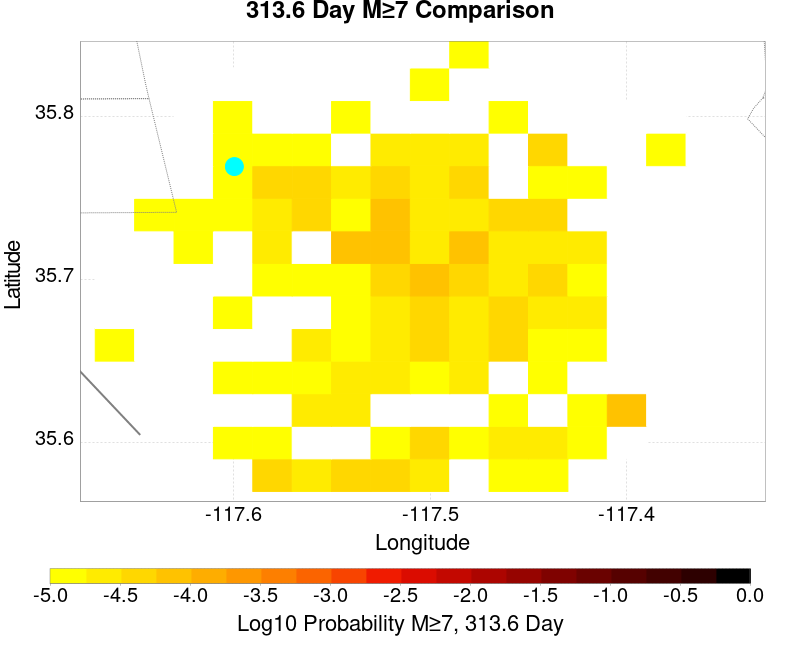 313.6 Day M≥7 Comparison
35.8
35.7
35.6
Latitude
-117.6 -117.5 -117.4
Longitude
-5.0 -4.5 -4.0 -3.5 -3.0 -2.5 -2.0 -1.5 -1.0 -0.5 0.0
Log10 Probability M≥7, 313.6 Day